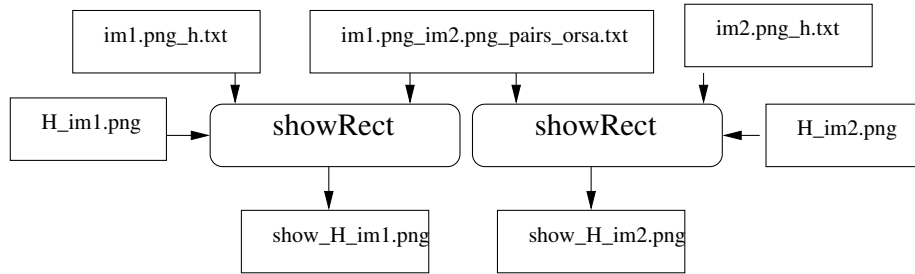 im1.png_h.txt
im1.png_im2.png_pairs_orsa.txt
im2.png_h.txt
H_im1.png
showRect
showRect
H_im2.png
show_H_im1.png
show_H_im2.png